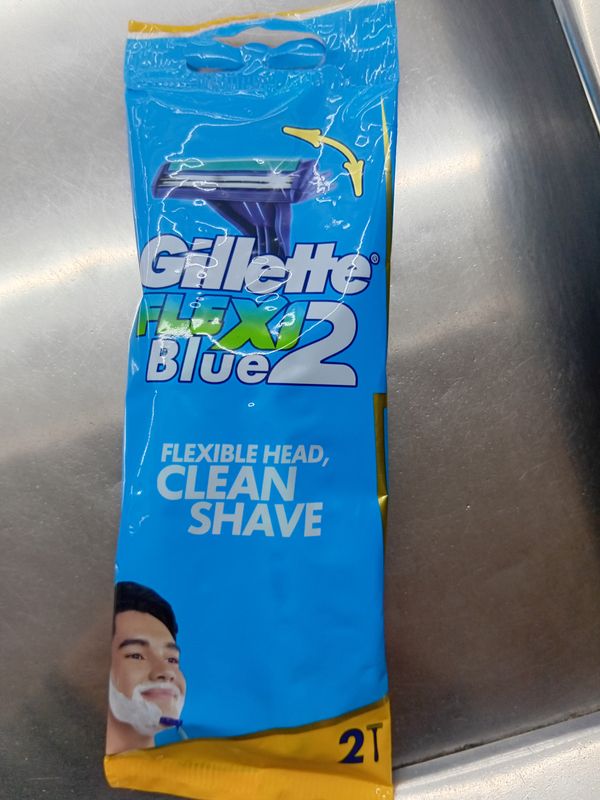 Gillette®
FLEXI
Blue2
FLEXIBLE HEAD,
CLEAN
SHAVE
2